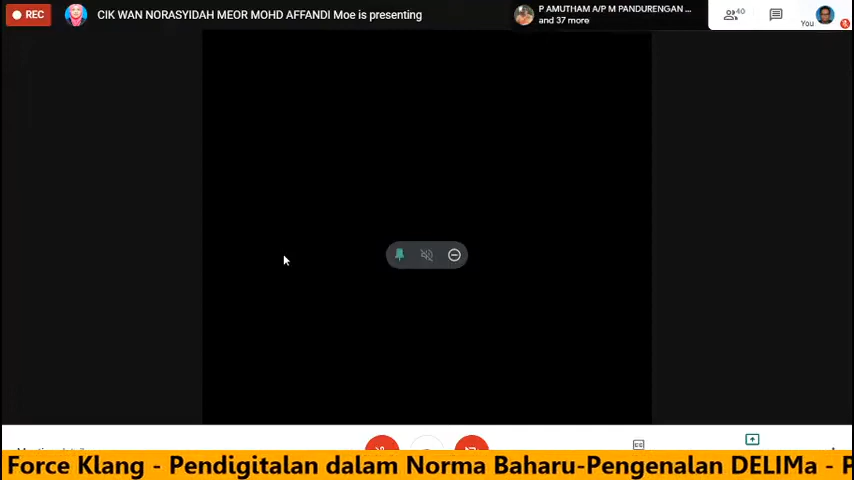 REC
CIK WAN NORASYIDAH MEOR MOHD AFFANDI Moe is presenting
P AMUTHAM A/P M PANDURENGAN ...
and 37 more
40
You
Force Klang - Pendigitalan dalam Norma Baharu-Pengenalan DELIMa -